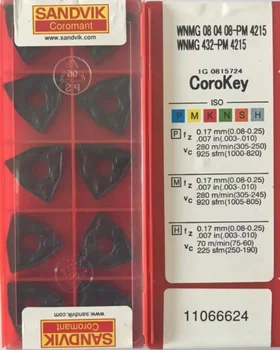 SANDVIK
Coromant
www.sandvik.com
SANDVIK
Coromant
www.sandvik.com
WNMG 08 04 08-PM 4215
WNMG 432-PM 4215
1G 0815724
CoroKey
ISO
P M K N S H
P fz 0.17 mm(0.08-0.25)
.007 in(.003-.010)
vc 280 m/min(305-250)
925 sfm(1000-820)
M fz 0.17 mm(0.08-0.25)
.007 in(.003-.010)
vc 280 m/min(305-245)
920 sfm(1005-805)
H fz 0.17 mm(0.08-0.25)
.007 in(.003-.010)
vc 70 m/min(75-60)
225 sfm(250-190)
11066624